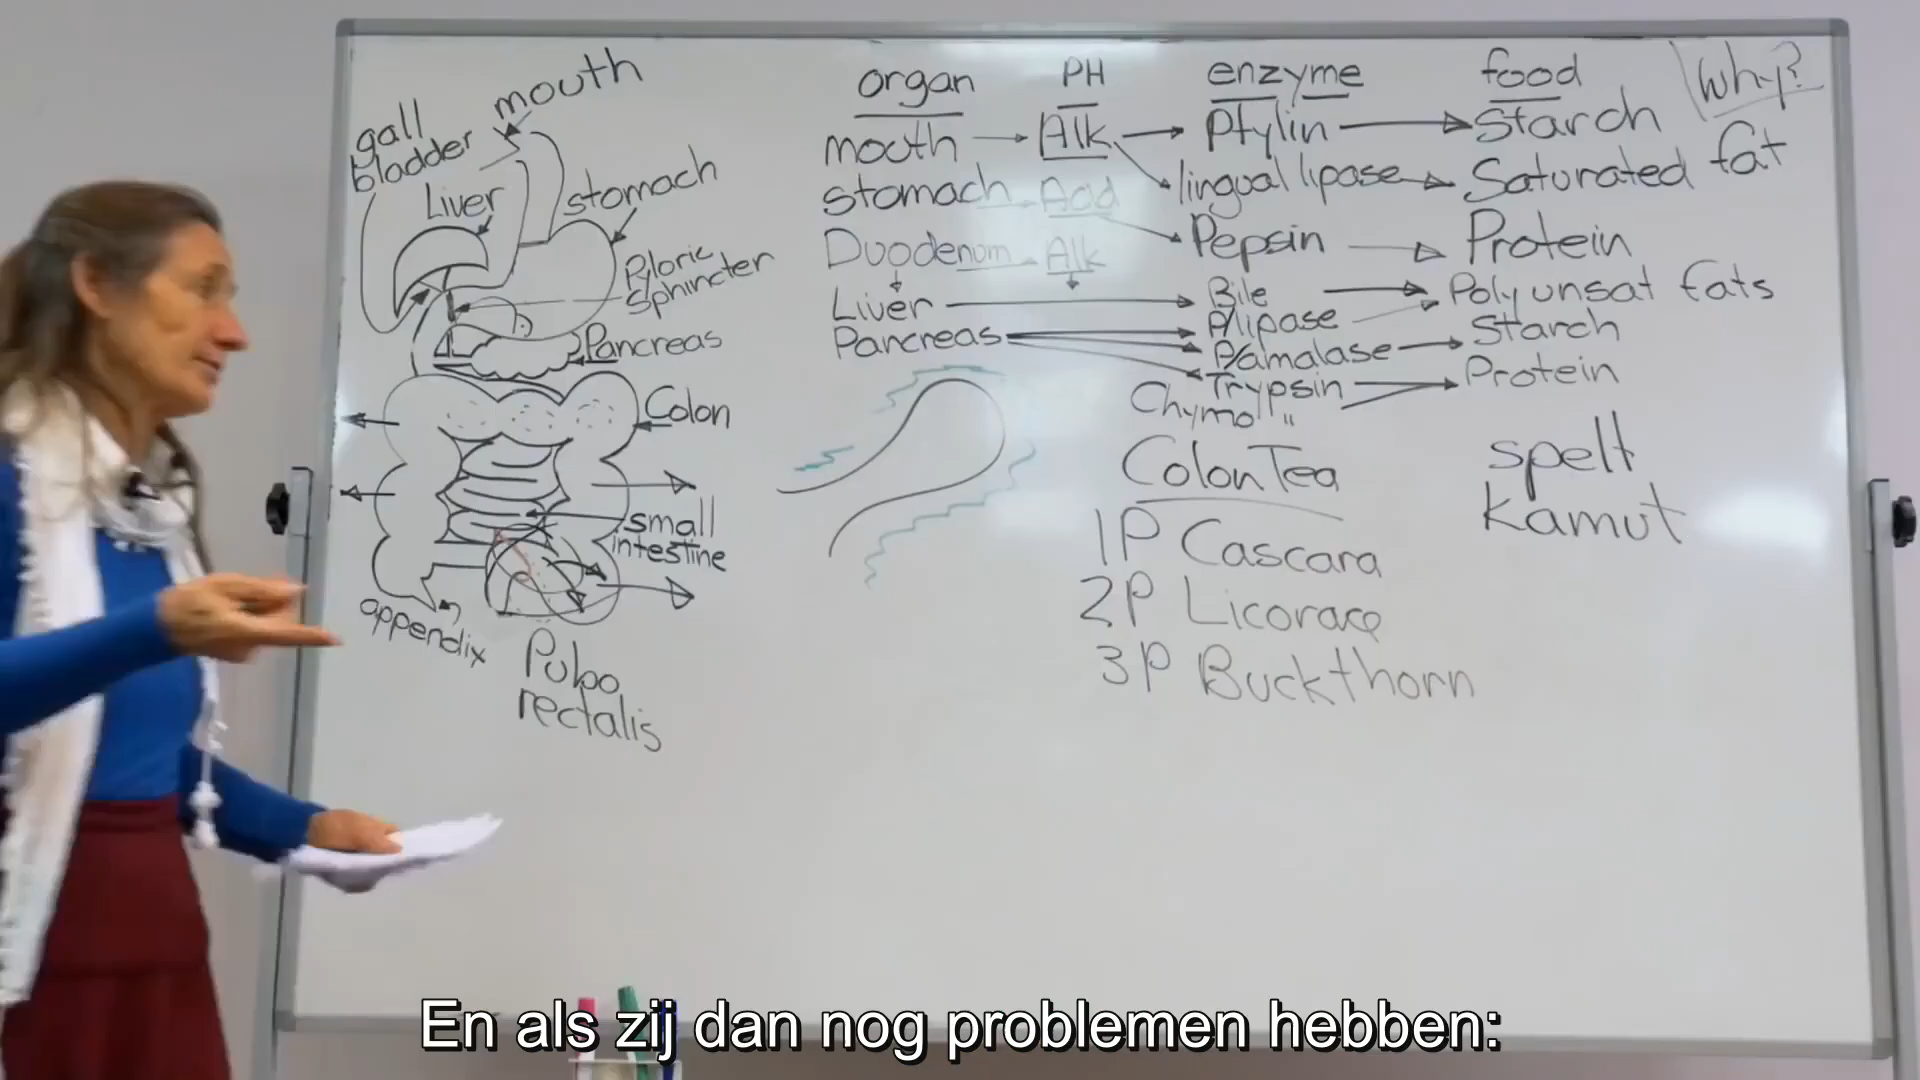 mouth
gall
bladder
Liver
stomach
Pyloric
sphincter
Pancreas
Colon
small
intestine
appendix
Pubo
rectalis
organ PH enzyme food Why?
mouth Alk Ptylin Starch
lingual lipase Saturated fat
stomach Acid
Pepsin Protein
Duodenum Alk
Liver Bile Polyunsat fats
P/lipase
Pancreas P/amalase Starch
Trypsin Protein
Chymo "
Colon Tea
1P Cascara
2P Licorace
3P Buckthorn
spelt
Kamut
En als zij dan nog problemen hebben: